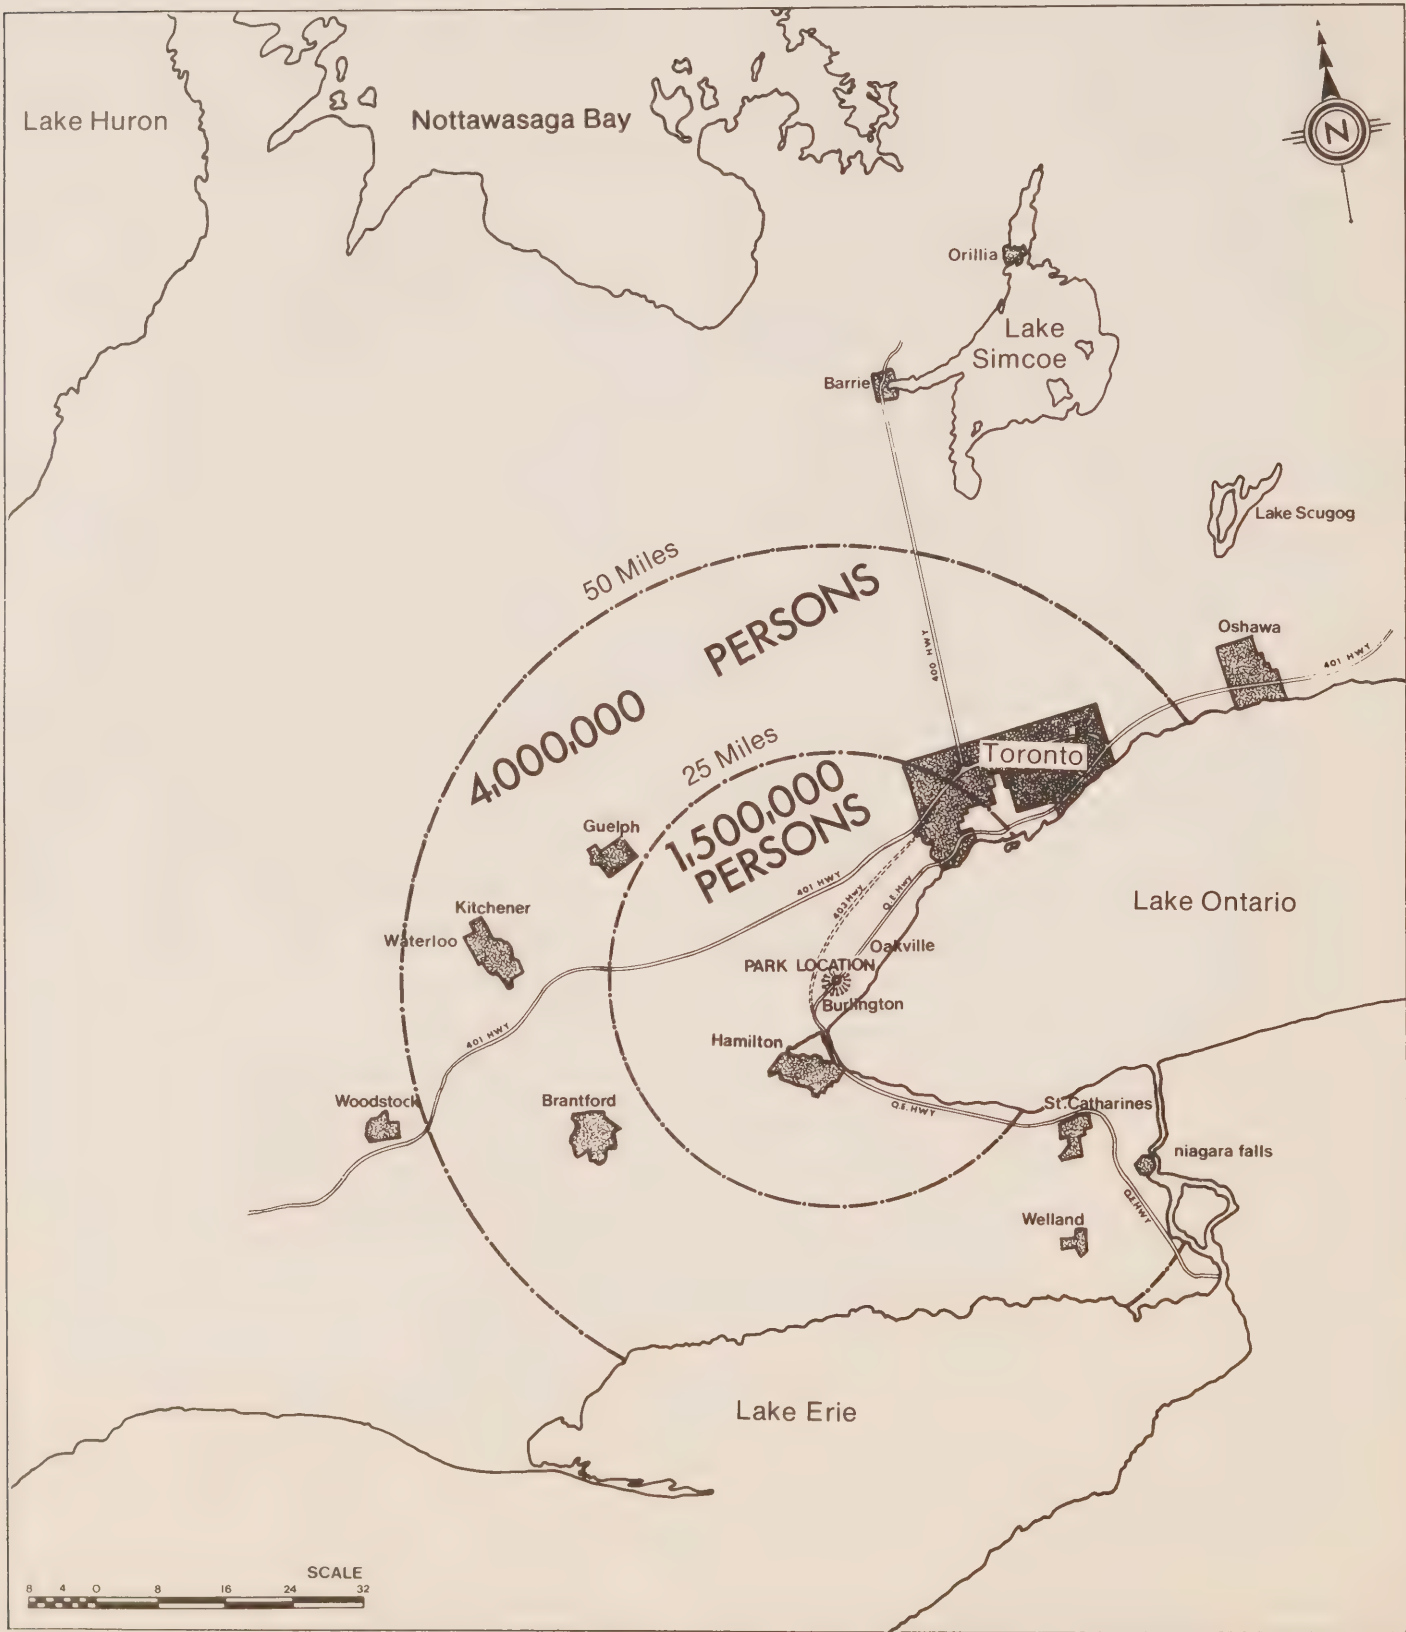 Lake Huron
Nottawasaga Bay
N
Orillia
Lake
Simcoe
Barrie
Lake Scugog
50 Miles
4,000,000 PERSONS
400 HWY
Oshawa
401 HWY
25 Miles
Toronto
1,500,000
PERSONS
Guelph
401 HWY
403 HWY
Q.E. HWY
Lake Ontario
Kitchener
Waterloo
Oakville
PARK LOCATION
Burlington
401 HWY
Hamilton
Woodstock
Brantford
Q.E. HWY
St. Catharines
niagara falls
Q.E. HWY
Welland
Lake Erie
SCALE
8 4 0 8 16 24 32